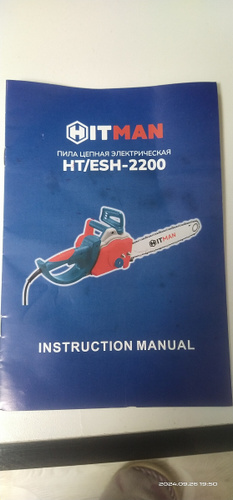 HITMAN
ПИЛА ЦЕПНАЯ ЭЛЕКТРИЧЕСКАЯ
HT/ESH-2200
HITMAN
INSTRUCTION MANUAL
2024.09.26 19:50